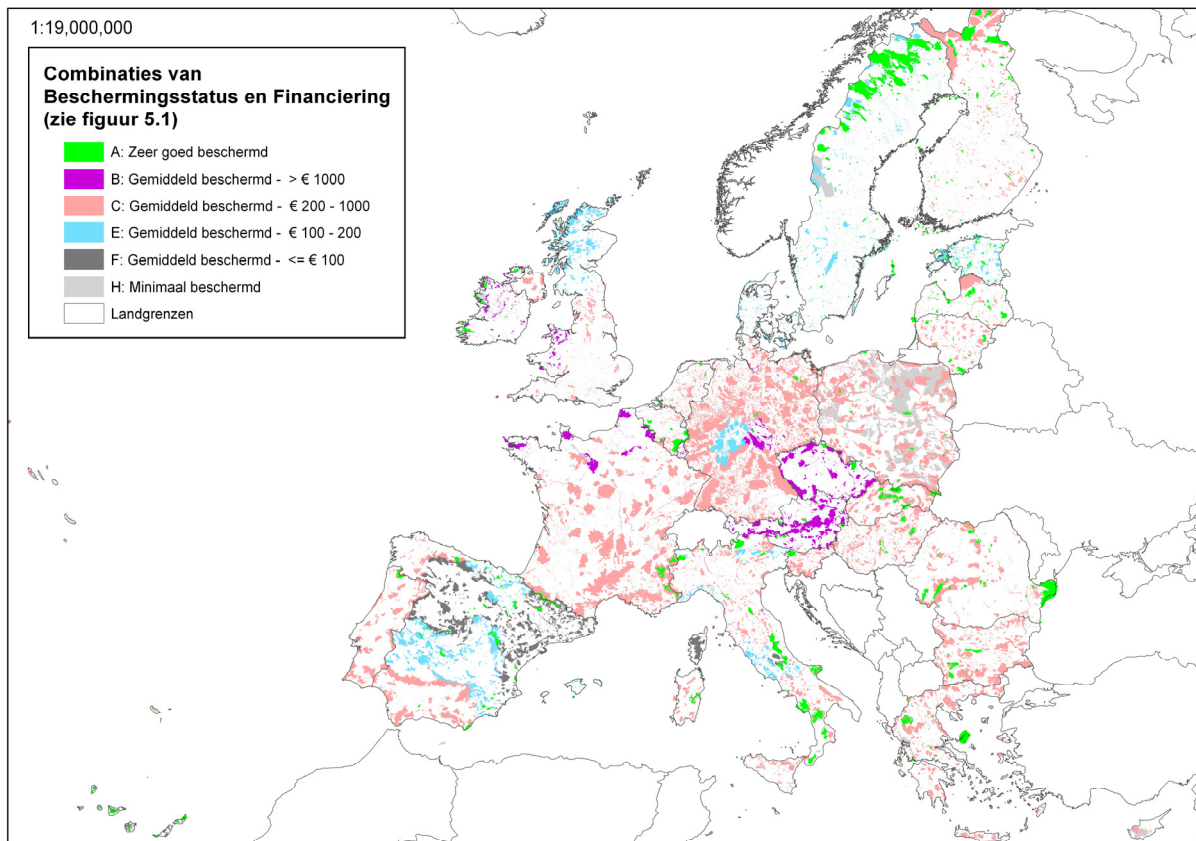 1:19,000,000
Combinaties van
Beschermingsstatus en Financiering
(zie figuur 5.1)
A: Zeer goed beschermd
B: Gemiddeld beschermd - > € 1000
C: Gemiddeld beschermd - € 200 - 1000
E: Gemiddeld beschermd - € 100 - 200
F: Gemiddeld beschermd - <= € 100
H: Minimaal beschermd
Landgrenzen